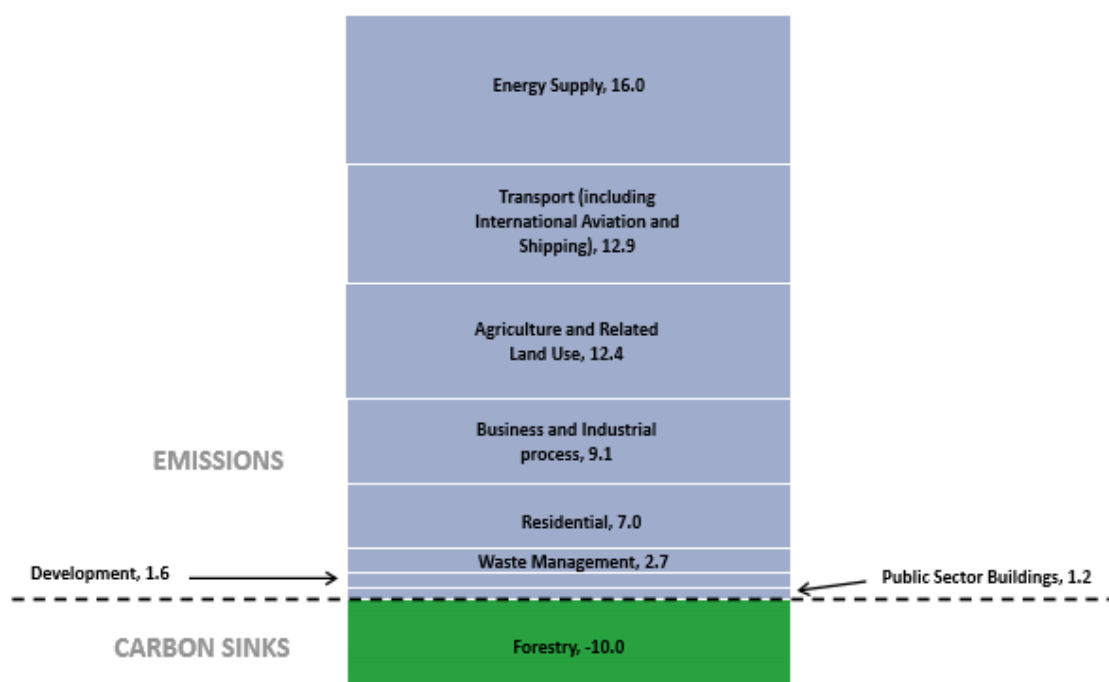 Energy Supply, 16.0
Transport (including
International Aviation and
Shipping), 12.9
Agriculture and Related
Land Use, 12.4
Business and Industrial
process, 9.1
EMISSIONS
Residential, 7.0
Waste Management, 2.7
Development, 1.6
Public Sector Buildings, 1.2
CARBON SINKS
Forestry, -10.0